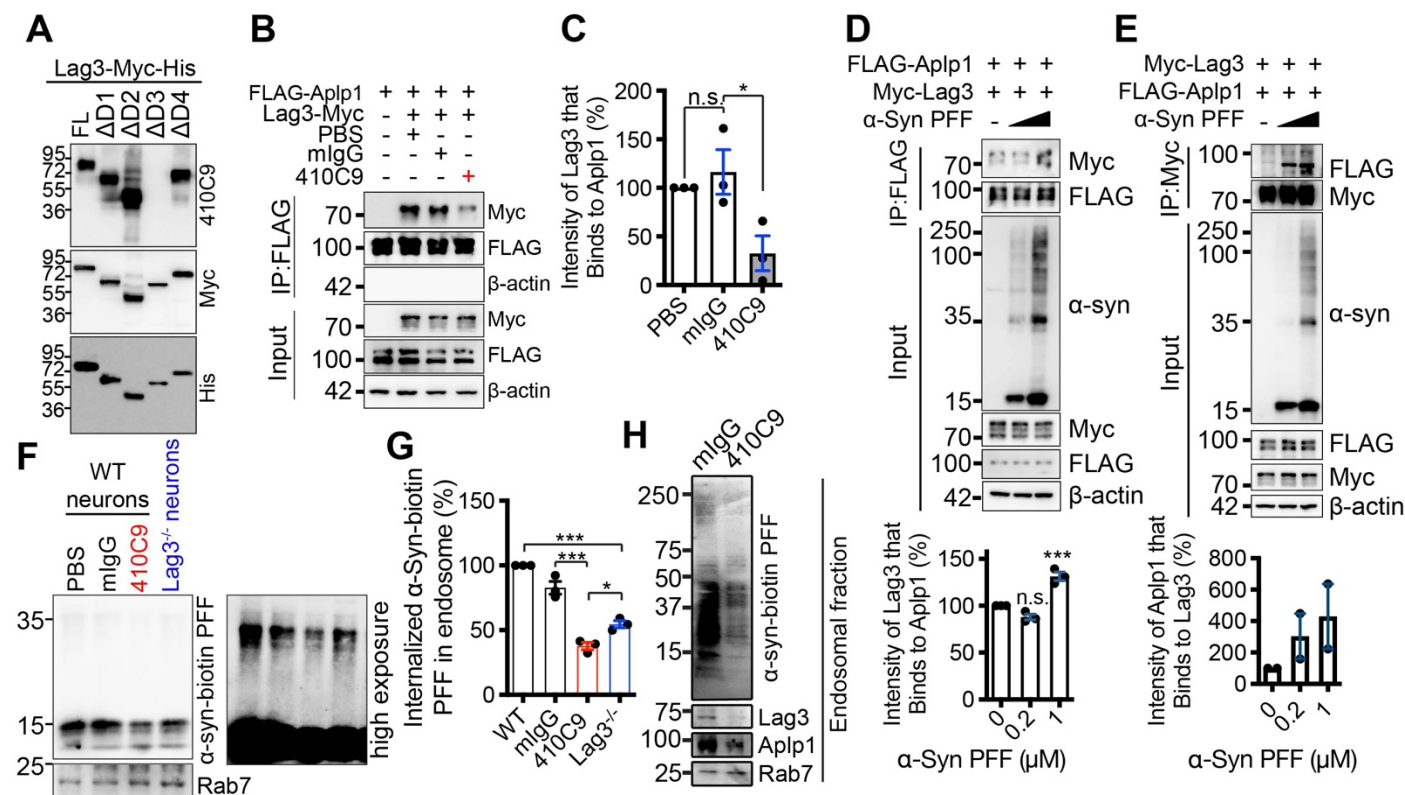 A
Lag3-Myc-His
FL
ΔD1
ΔD2
ΔD3
ΔD4
95
72
55
36
410C9
95
72
55
36
Myc
95
72
55
36
His
B
FLAG-Aplp1 + + + +
Lag3-Myc - + + +
PBS - + - -
mIgG - - + -
410C9 - - - +
IP:FLAG
70 Myc
100 FLAG
42 β-actin
Input
70 Myc
100 FLAG
42 β-actin
C
Intensity of Lag3 that
Binds to Aplp1 (%)
200
150
100
50
0
n.s.
*
PBS
mIgG
410C9
D
FLAG-Aplp1 + + +
Myc-Lag3 + + +
α-Syn PFF -
IP:FLAG
70 Myc
100 FLAG
Input
250
100
35
15
α-syn
70 Myc
100 FLAG
42 β-actin
Intensity of Lag3 that
Binds to Aplp1 (%)
150
100
50
0
n.s.
***
0
0.2
1
α-Syn PFF (μM)
E
Myc-Lag3 + + +
FLAG-Aplp1 + + +
α-Syn PFF -
IP:Myc
100 FLAG
70 Myc
Input
250
100
35
15
α-syn
100 FLAG
70 Myc
42 β-actin
Intensity of Aplp1 that
Binds to Lag3 (%)
800
600
400
200
0
0
0.2
1
α-Syn PFF (μM)
F
WT
neurons
PBS
mIgG
410C9
Lag3-/- neurons
35
15
α-syn-biotin PFF
high exposure
25
Rab7
G
Internalized α-Syn-biotin
PFF in endosome (%)
150
100
50
0
***
***
*
WT
mIgG
410C9
Lag3-/-
H
mIgG
410C9
250
75
50
37
15
α-syn-biotin PFF
75 Lag3
100 Aplp1
25 Rab7
Endosomal fraction